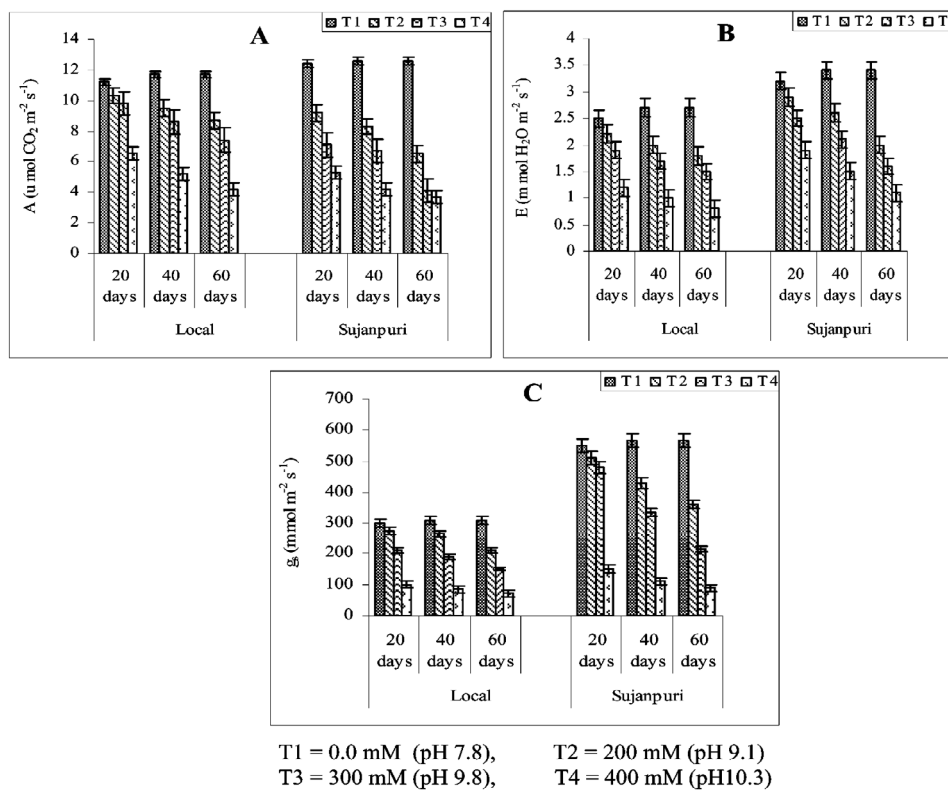 T1 T2 T3 T4
A
A (u mol CO2 m-2 s-1)
14
12
10
8
6
4
2
0
20 days 40 days 60 days 20 days 40 days 60 days
Local Sujanpuri
T1 T2 T3 T
B
E (m mol H2O m-2 s-1)
4
3.5
3
2.5
2
1.5
1
0.5
0
20 days 40 days 60 days 20 days 40 days 60 days
Local Sujanpuri
T1 T2 T3 T4
C
gs (mmol m-2 s-1)
700
600
500
400
300
200
100
0
20 days 40 days 60 days 20 days 40 days 60 days
Local Sujanpuri
T1 = 0.0 mM (pH 7.8), T2 = 200 mM (pH 9.1)
T3 = 300 mM (pH 9.8), T4 = 400 mM (pH10.3)